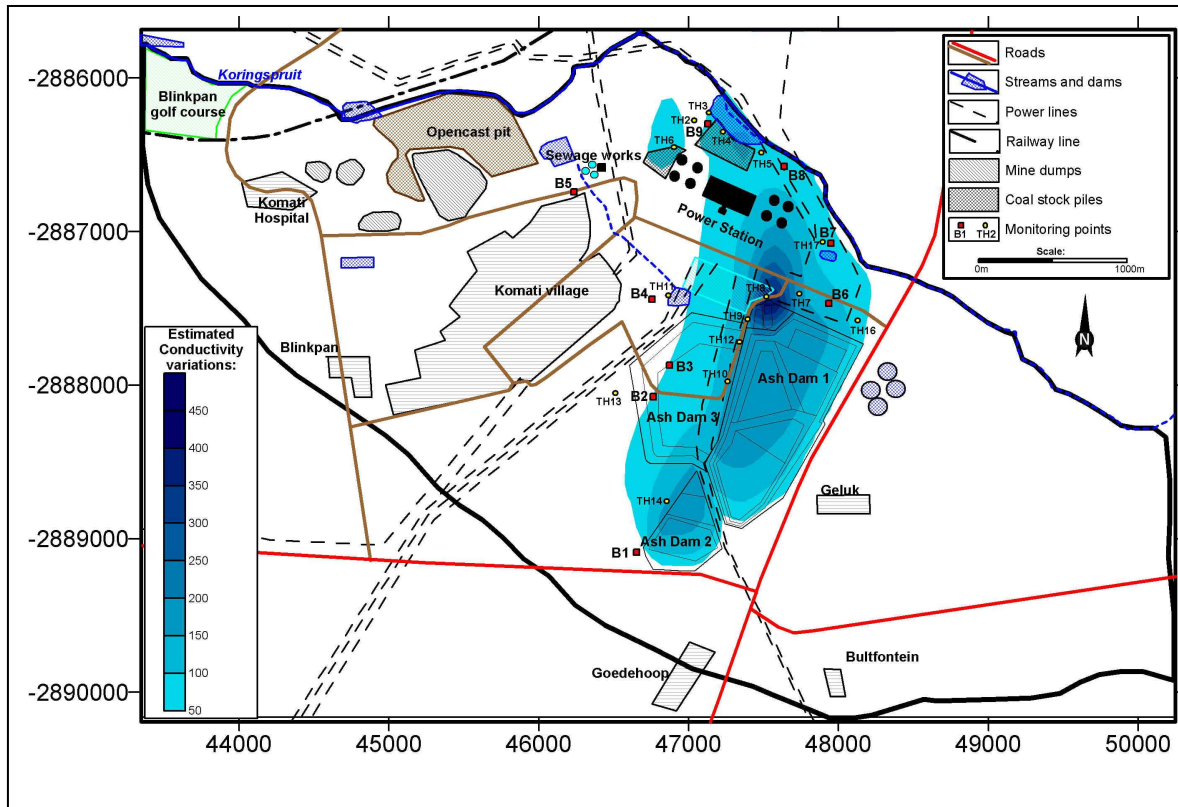 -2886000
-2887000
-2888000
-2889000
-2890000
44000
45000
46000
47000
48000
49000
50000
Koringspruit
Blinkpan
golf course
Opencast pit
Sewage works
Komati
Hospital
B5
TH3
TH2
B9
TH4
TH6
TH5
B8
Power Station
B7
TH17
Komati village
B4
TH11
TH8
TH7
B6
TH9
TH16
TH12
Blinkpan
B3
TH10
Ash Dam 1
B2
TH13
Ash Dam 3
TH14
Geluk
B1
Ash Dam 2
Goedehoop
Bultfontein
Estimated
Conductivity
variations:
450
400
350
300
250
200
150
100
50
Roads
Streams and dams
Power lines
Railway line
Mine dumps
Coal stock piles
B1 TH2 Monitoring points
Scale:
0m 1000m
N